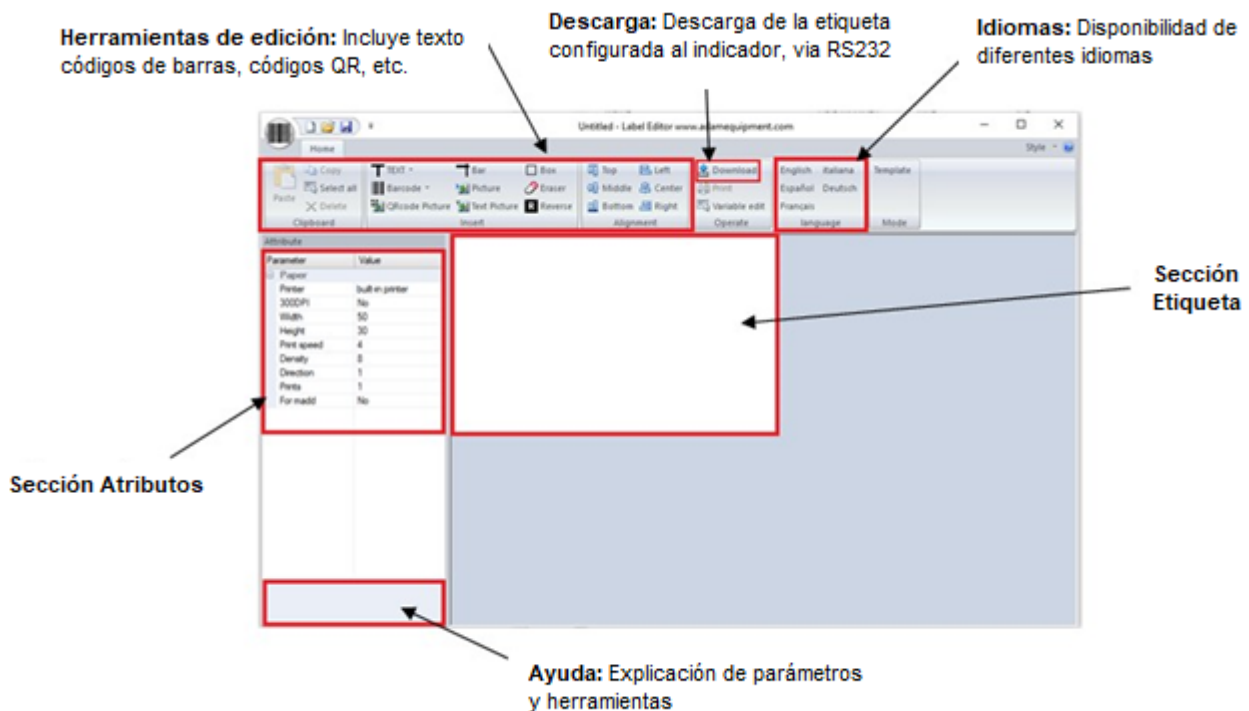 Herramientas de edición: Incluye texto
códigos de barras, códigos QR, etc.
Descarga: Descarga de la etiqueta
configurada al indicador, via RS232
Idiomas: Disponibilidad de
diferentes idiomas
Untitled - Label Editor www.adamequipment.com
Home
Style
Paste
Copy
Select all
Delete
Clipboard
TEXT
Barcode
QRcode Picture
Bar
Picture
Text Picture
Box
Eraser
R Reverse
Insert
Top
Middle
Bottom
Left
Center
Right
Alignment
Download
Print
Variable edit
Operate
English italiana
Español Deutsch
Français
language
Template
Mode
Attribute
Parameter Value
Paper
Printer built-in printer
300DPI No
Width 50
Height 30
Print speed 4
Density 8
Direction 1
Prints 1
For madd No
Sección
Etiqueta
Sección Atributos
Ayuda: Explicación de parámetros
y herramientas